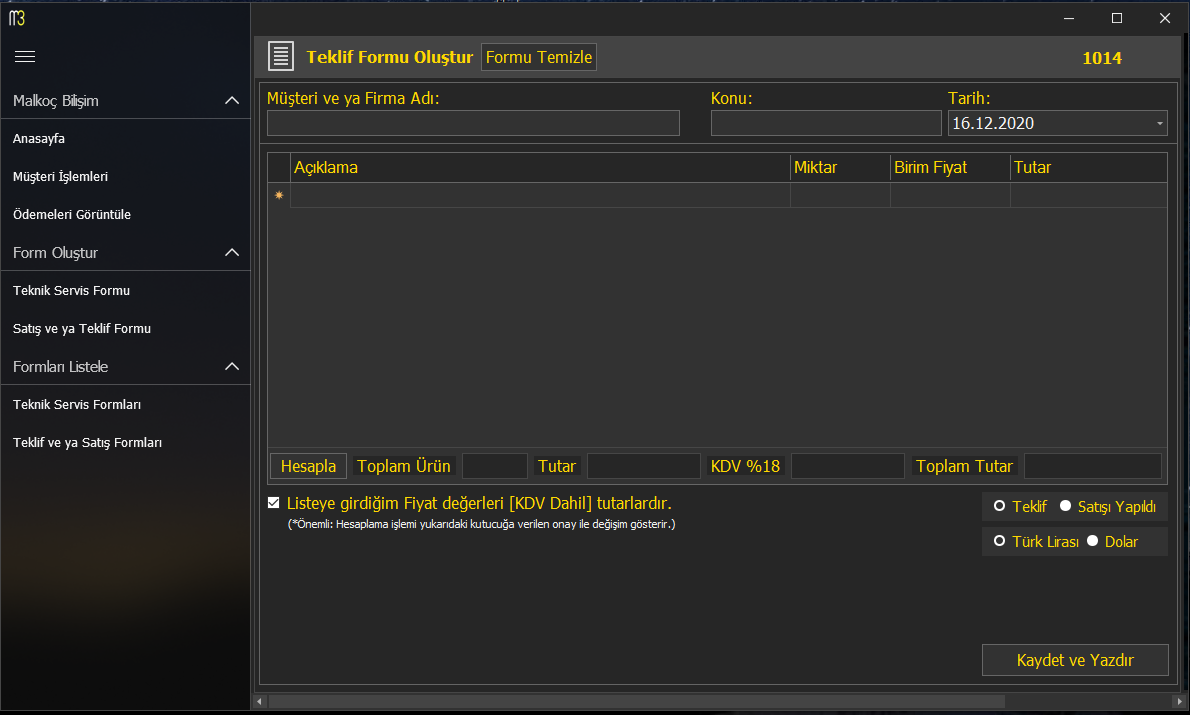 M3
Malkoç Bilişim
Anasayfa
Müşteri İşlemleri
Ödemeleri Görüntüle
Form Oluştur
Teknik Servis Formu
Satış ve ya Teklif Formu
Formları Listele
Teknik Servis Formları
Teklif ve ya Satış Formları
Teklif Formu Oluştur Formu Temizle 1014
Müşteri ve ya Firma Adı: Konu: Tarih:
16.12.2020
Açıklama Miktar Birim Fiyat Tutar
Hesapla Toplam Ürün Tutar KDV %18 Toplam Tutar
Listeye girdiğim Fiyat değerleri [KDV Dahil] tutarlardır.
(*Önemli: Hesaplama işlemi yukarıdaki kutucuğa verilen onay ile değişim gösterir.)
Teklif Satışı Yapıldı
Türk Lirası Dolar
Kaydet ve Yazdır